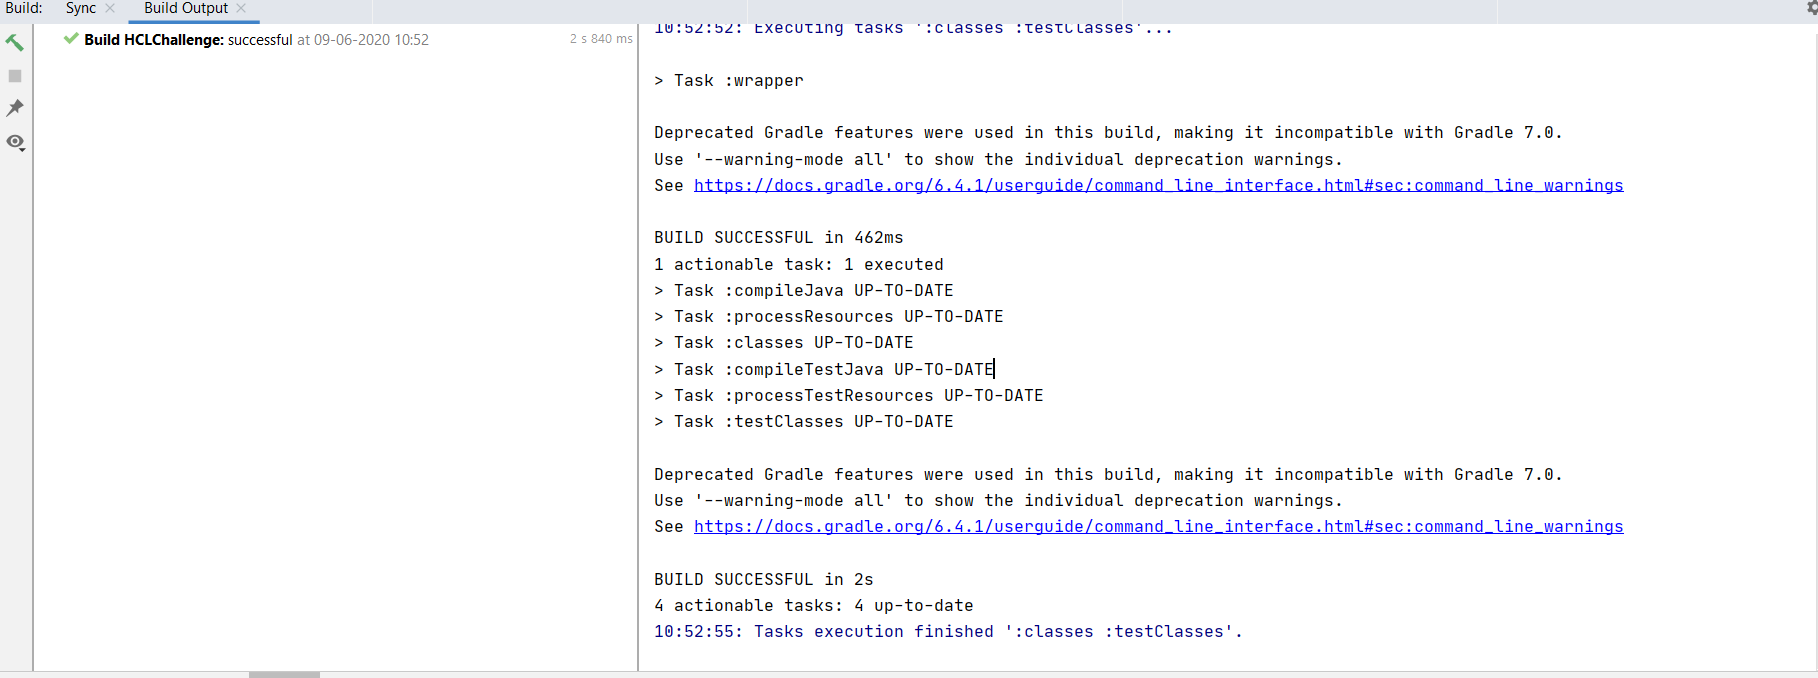 Build: Sync Build Output
Build HCLChallenge: successful at 09-06-2020 10:52 2 s 840 ms
10:52:52: Executing tasks ':classes :testClasses'...
> Task :wrapper
Deprecated Gradle features were used in this build, making it incompatible with Gradle 7.0.
Use '--warning-mode all' to show the individual deprecation warnings.
See https://docs.gradle.org/6.4.1/userguide/command_line_interface.html#sec:command_line_warnings
BUILD SUCCESSFUL in 462ms
1 actionable task: 1 executed
> Task :compileJava UP-TO-DATE
> Task :processResources UP-TO-DATE
> Task :classes UP-TO-DATE
> Task :compileTestJava UP-TO-DATE
> Task :processTestResources UP-TO-DATE
> Task :testClasses UP-TO-DATE
Deprecated Gradle features were used in this build, making it incompatible with Gradle 7.0.
Use '--warning-mode all' to show the individual deprecation warnings.
See https://docs.gradle.org/6.4.1/userguide/command_line_interface.html#sec:command_line_warnings
BUILD SUCCESSFUL in 2s
4 actionable tasks: 4 up-to-date
10:52:55: Tasks execution finished ':classes :testClasses'.